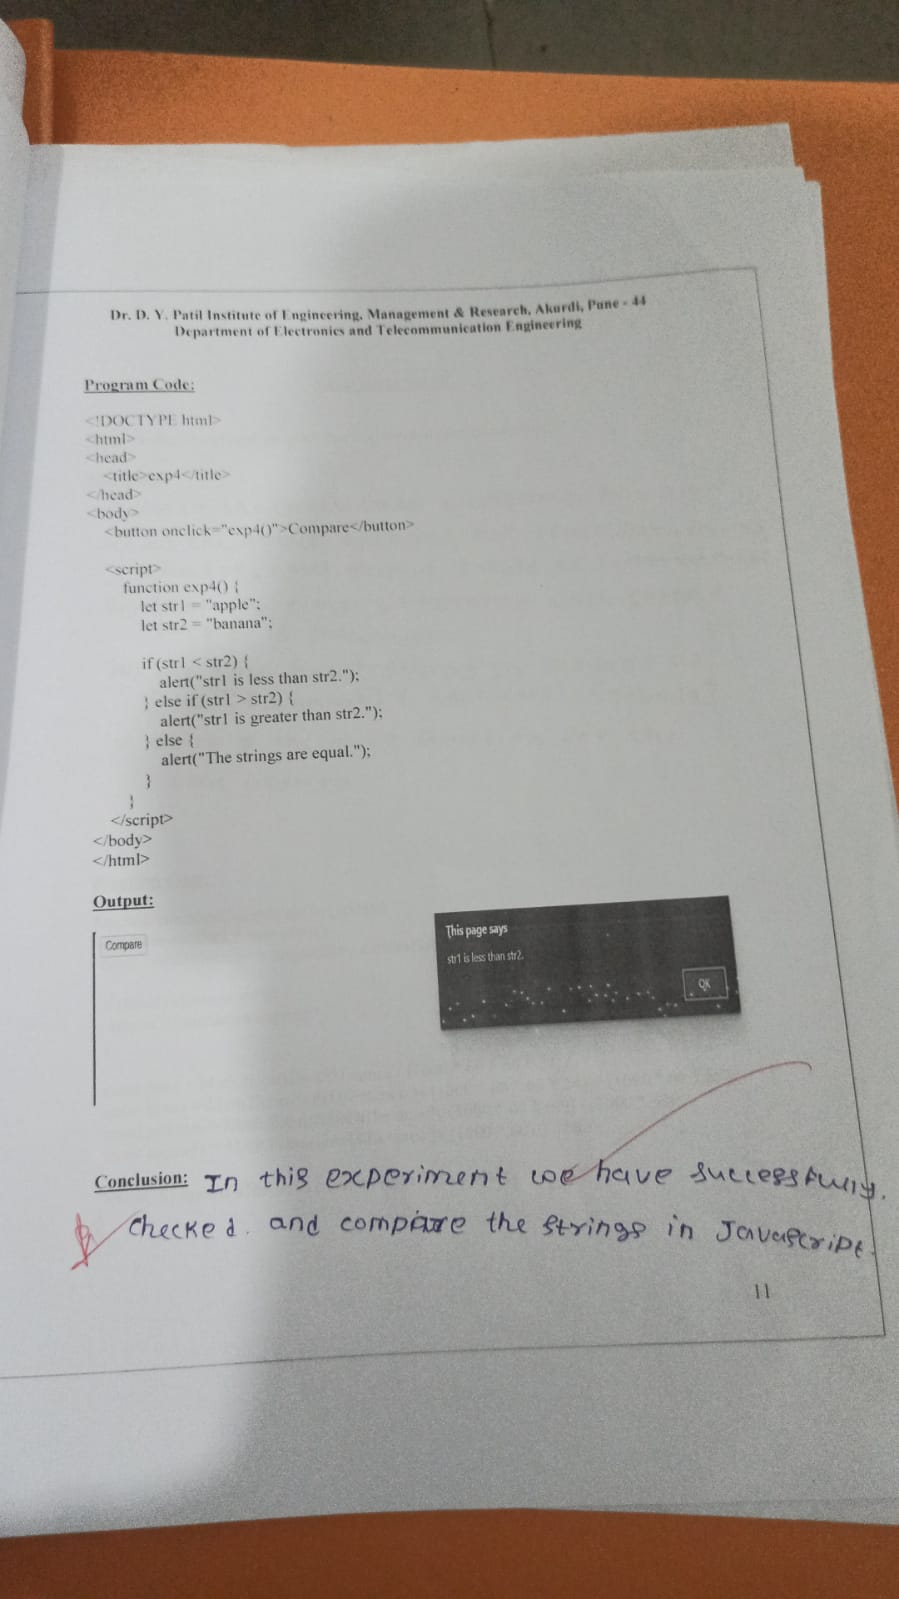 Dr. D. Y. Patil Institute of Engineering, Management & Research, Akurdi, Pune - 44
Department of Electronics and Telecommunication Engineering
Program Code:
<!DOCTYPE html>
<html>
<head>
<title>exp4</title>
</head>
<body>
<button onclick="exp4()">Compare</button>
<script>
function exp4() {
let str1 = "apple";
let str2 = "banana";
if (str1 < str2) {
alert("str1 is less than str2.");
} else if (str1 > str2) {
alert("str1 is greater than str2.");
} else {
alert("The strings are equal.");
}
}
</script>
</body>
</html>
Output:
Compare
This page says
str1 is less than str2.
OK
Conclusion: In this experiment we have successfully.
checked. and compare the strings in Javascript.
11